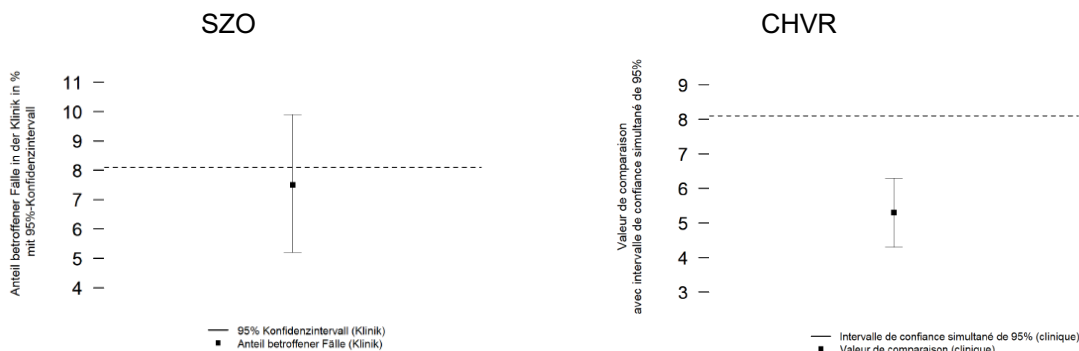 SZO
Anteil betroffener Fälle in der Klinik in %
mit 95%-Konfidenzintervall
11
10
9
8
7
6
5
4
95% Konfidenzintervall (Klinik)
Anteil betroffener Fälle (Klinik)
CHVR
Valeur de comparaison
avec intervalle de confiance simultané de 95%
9
8
7
6
5
4
3
Intervalle de confiance simultané de 95% (clinique)
Valeur de comparaison (clinique)